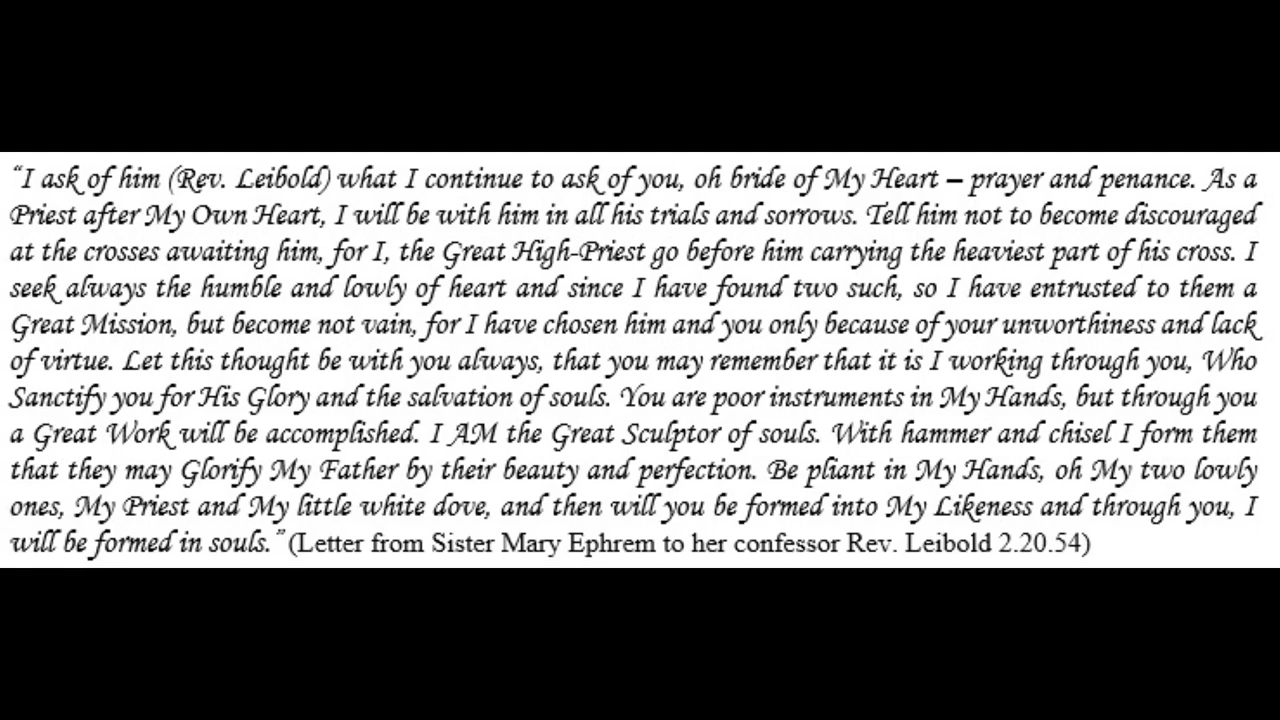 “I ask of him (Rev. Leibold) what I continue to ask of you, oh bride of My Heart – prayer and penance. As a
Priest after My Own Heart, I will be with him in all his trials and sorrows. Tell him not to become discouraged
at the crosses awaiting him, for I, the Great High-Priest go before him carrying the heaviest part of his cross. I
seek always the humble and lowly of heart and since I have found two such, so I have entrusted to them a
Great Mission, but become not vain, for I have chosen him and you only because of your unworthiness and lack
of virtue. Let this thought be with you always, that you may remember that it is I working through you, Who
Sanctify you for His Glory and the salvation of souls. You are poor instruments in My Hands, but through you
a Great Work will be accomplished. I AM the Great Sculptor of souls. With hammer and chisel I form them
that they may Glorify My Father by their beauty and perfection. Be pliant in My Hands, oh My two lowly
ones, My Priest and My little white dove, and then will you be formed into My Likeness and through you, I
will be formed in souls.” (Letter from Sister Mary Ephrem to her confessor Rev. Leibold 2.20.54)